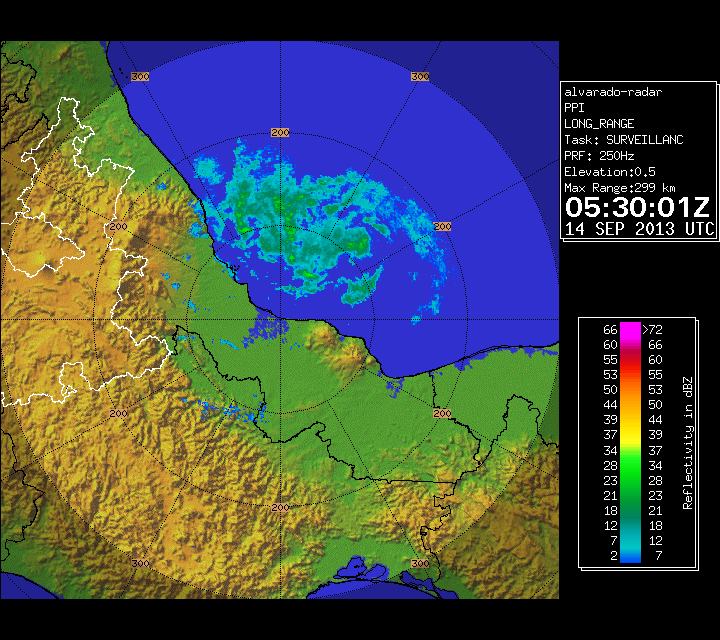 300 300
200
200 200
200 200
200
300 300
alvarado-radar
PPI
LONG_RANGE
Task: SURVEILLANC
PRF: 250Hz
Elevation:0.5
Max Range:299 km
05:30:01Z
14 SEP 2013 UTC
66 >72
60 66
55 60
53 55
50 53
44 50
39 44
37 39
34 37
28 34
23 28
21 23
18 21
12 18
7 12
2 7
Reflectivity in dBZ